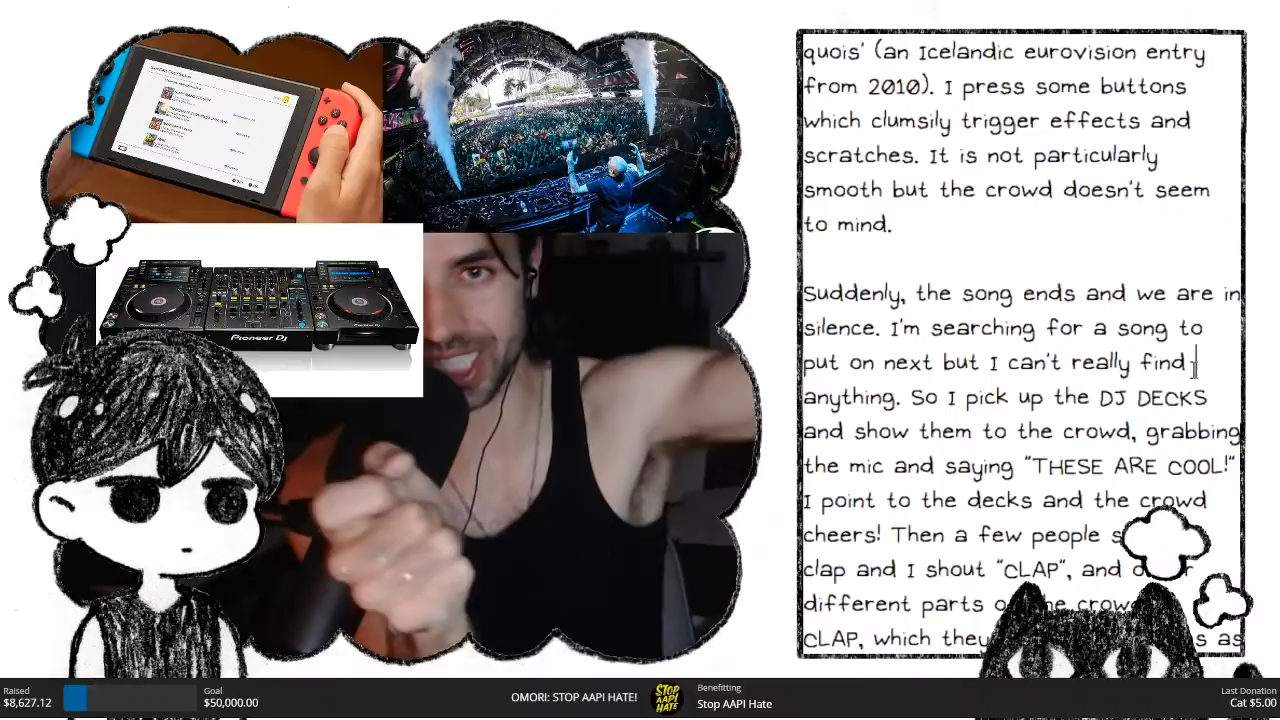 quois' (an Icelandic eurovision entry
from 2010). I press some buttons
which clumsily trigger effects and
scratches. It is not particularly
smooth but the crowd doesn't seem
to mind.
Suddenly, the song ends and we are in
silence. I'm searching for a song to
put on next but I can't really find
anything. So I pick up the DJ DECKS
and show them to the crowd, grabbing
the mic and saying "THESE ARE COOL!"
I point to the decks and the crowd
cheers! Then a few people
clap and I shout "CLAP", and
different parts
CLAP, which they as
Pioneer Dj
Raised
$8,627.12
Goal
$50,000.00
OMORI: STOP AAPI HATE!
STOP
AAPI
HATE
Benefitting
Stop AAPI Hate
Last Donation
Cat $5.00